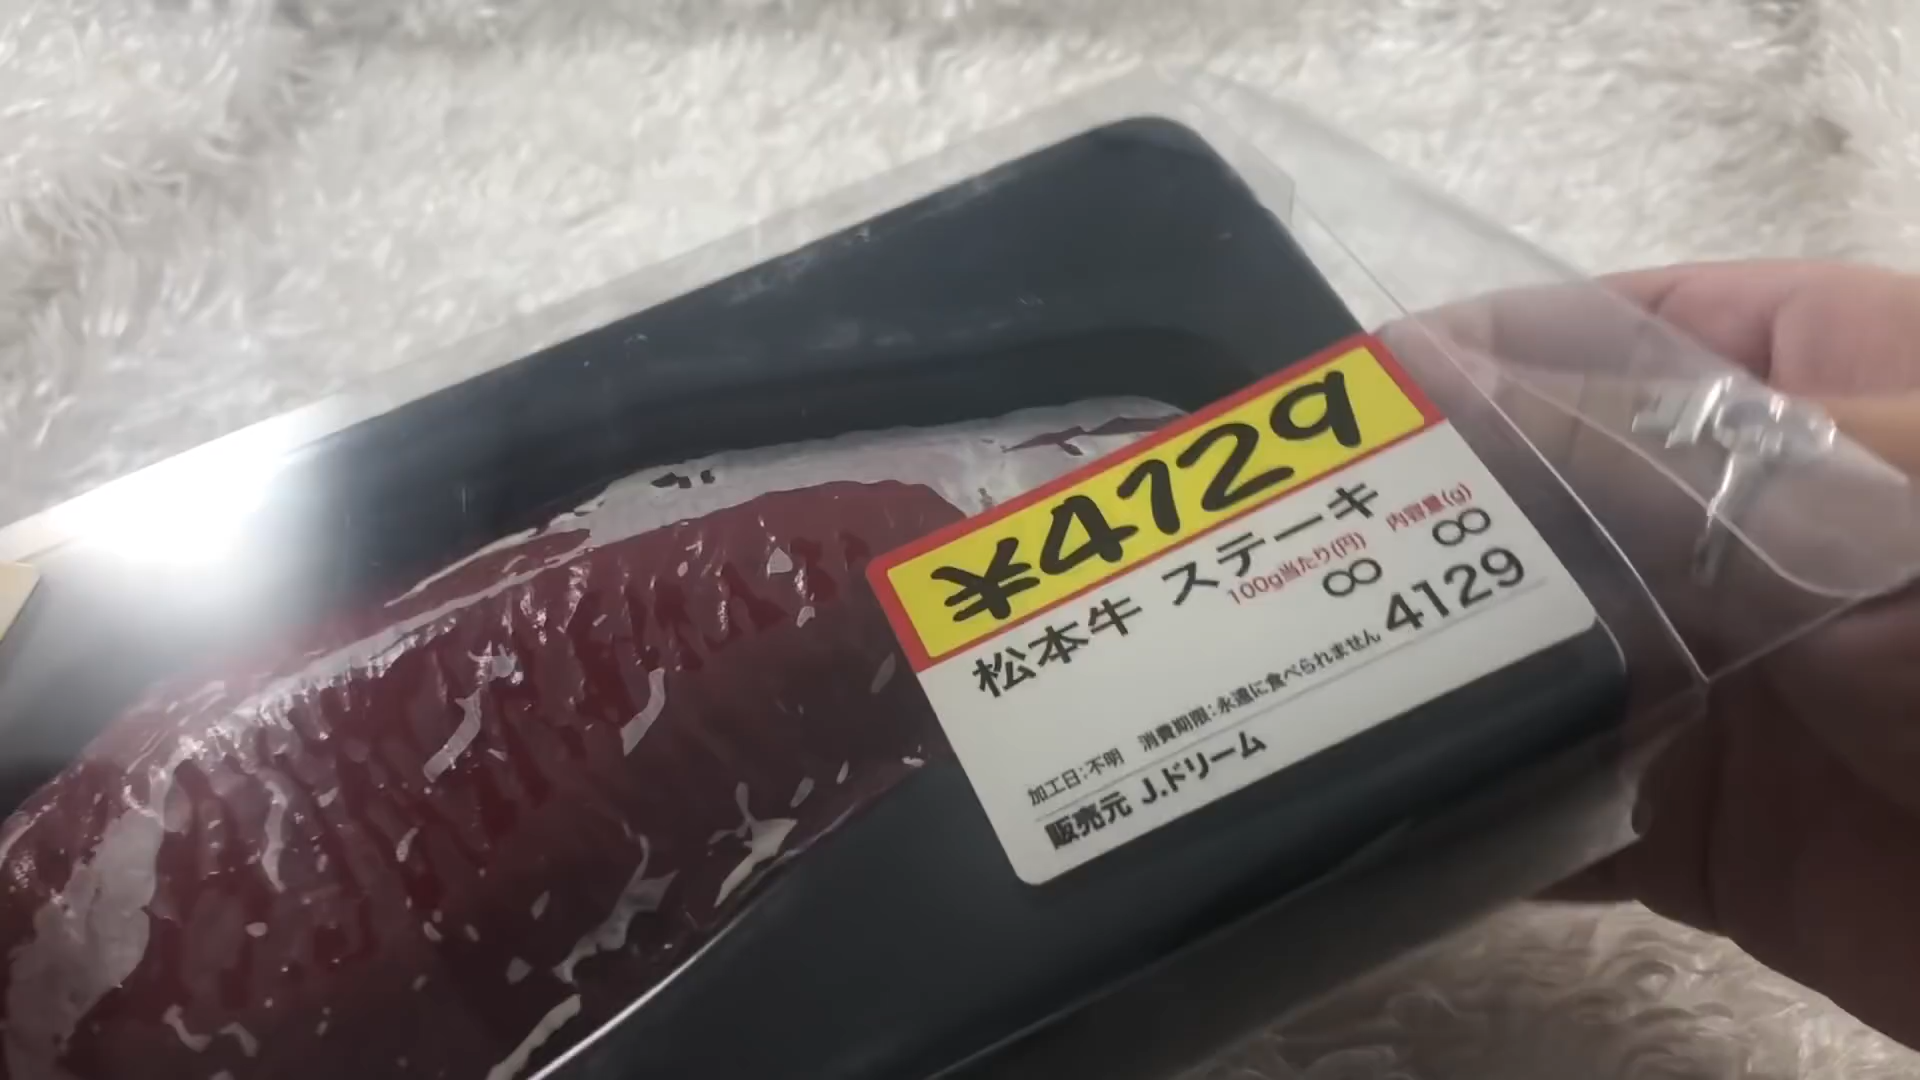 ¥4129
松本牛 ステーキ
100g当たり(円) 内容量(g)
∞ ∞
4129
加工日:不明 消費期限:永遠に食べられません
販売元 J.ドリーム